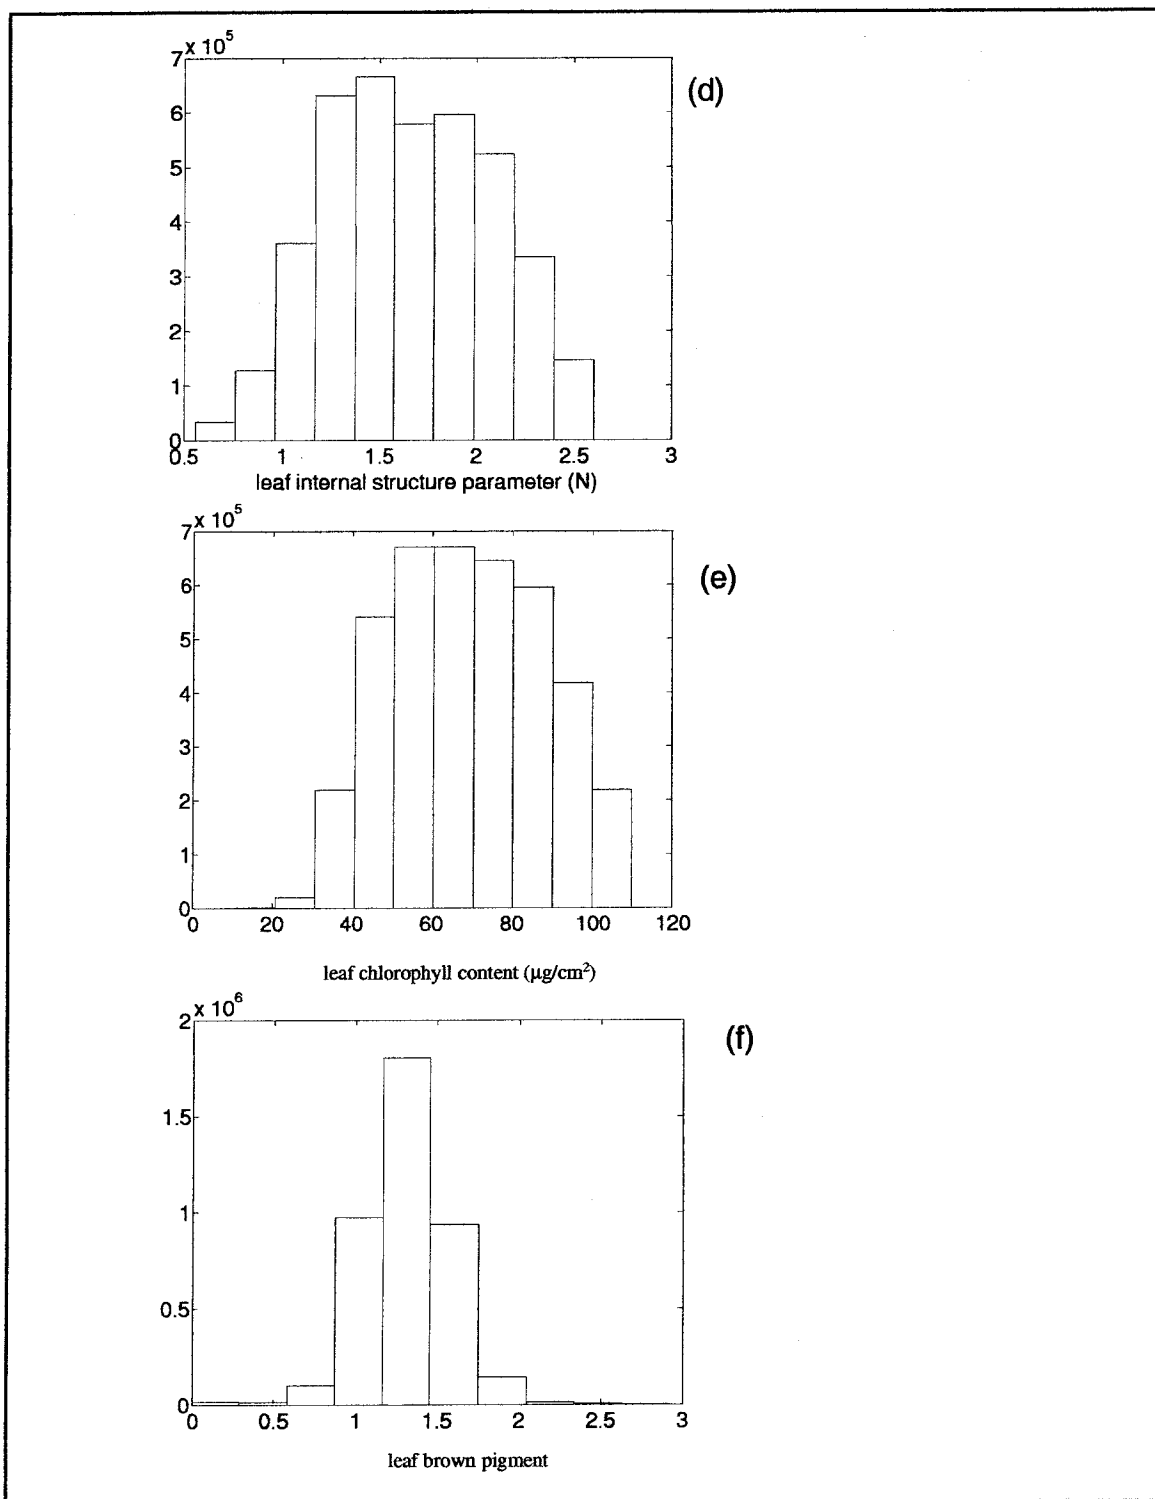 7 x 10^5
(d)
6
5
4
3
2
1
0
0.5 1 1.5 2 2.5 3
leaf internal structure parameter (N)
7 x 10^5
(e)
6
5
4
3
2
1
0
0 20 40 60 80 100 120
leaf chlorophyll content (μg/cm²)
2 x 10^6
(f)
1.5
1
0.5
0
0 0.5 1 1.5 2 2.5 3
leaf brown pigment